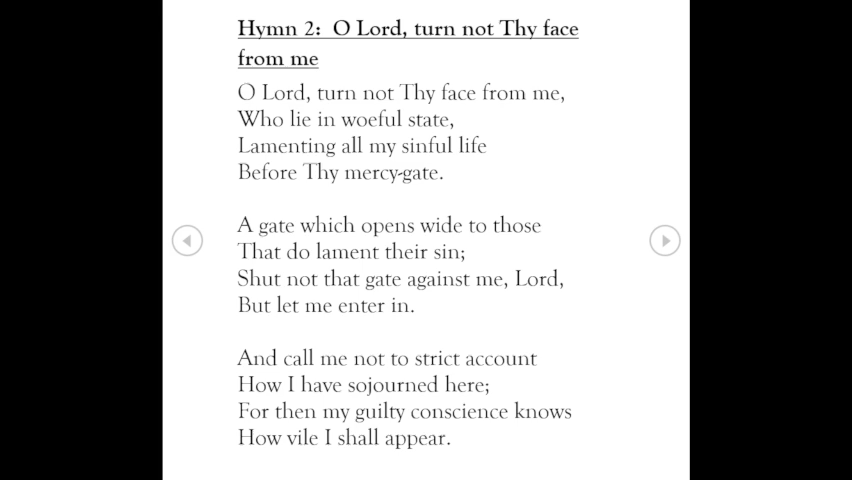 Hymn 2:  O Lord, turn not Thy face
from me
O Lord, turn not Thy face from me,
Who lie in woeful state,
Lamenting all my sinful life
Before Thy mercy-gate.
A gate which opens wide to those
That do lament their sin;
Shut not that gate against me, Lord,
But let me enter in.
And call me not to strict account
How I have sojourned here;
For then my guilty conscience knows
How vile I shall appear.